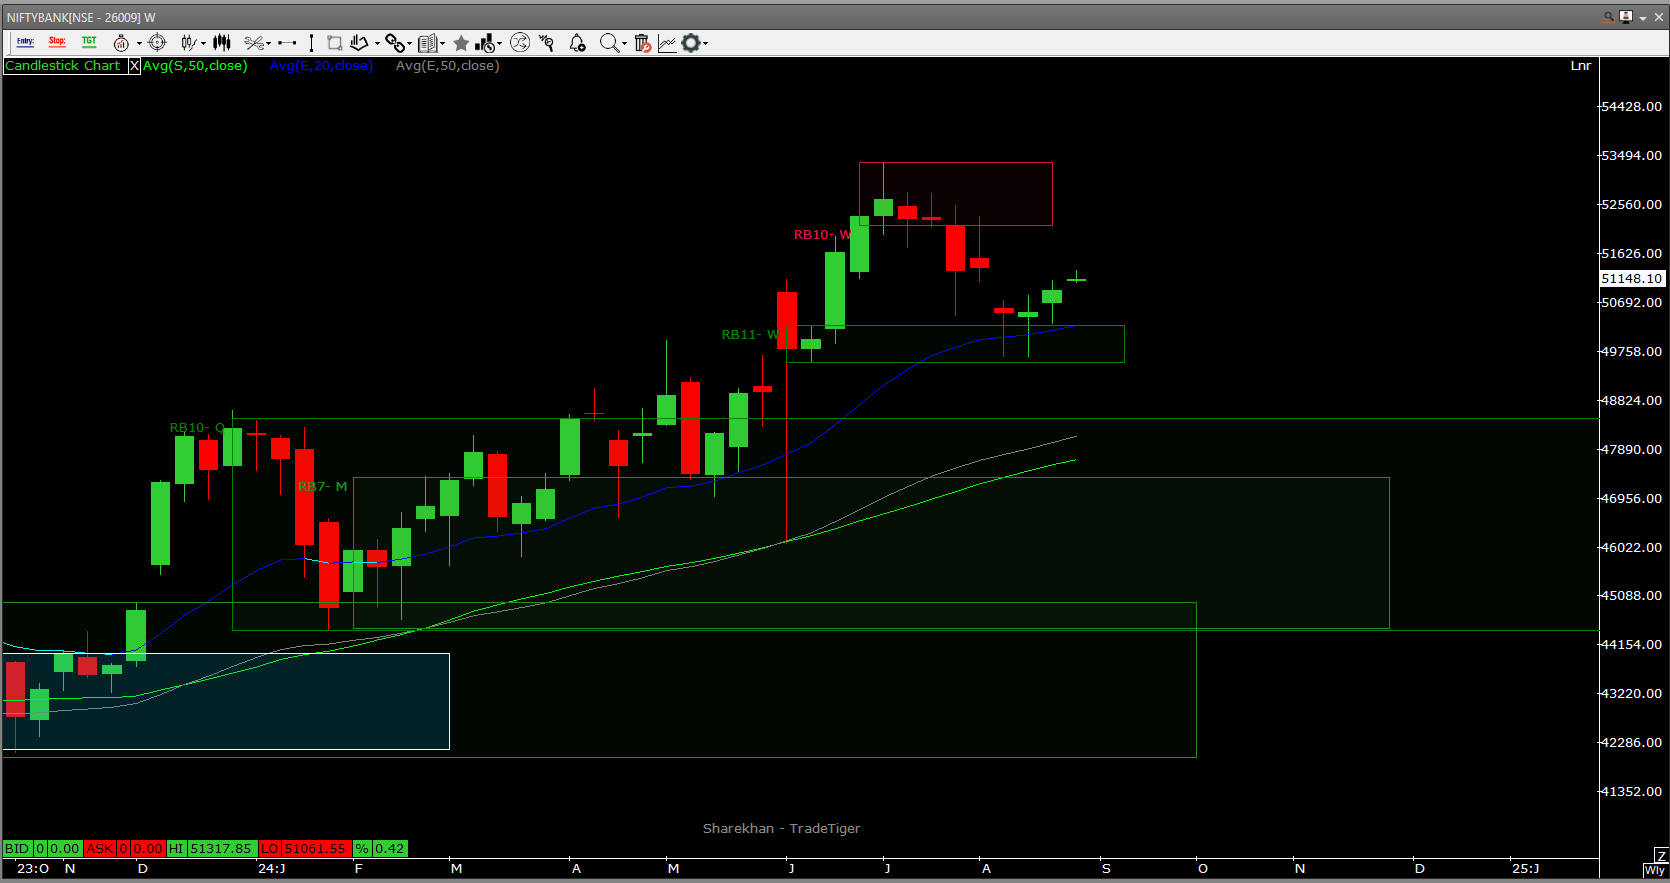 NIFTYBANK[NSE - 26009] W
Entry: Stop: TGT
Candlestick Chart X Avg(S,50,close) Avg(E,20,close) Avg(E,50,close) Lnr
54428.00
53494.00
52560.00
RB10- W
51626.00
51148.10
50692.00
RB11- W
49758.00
48824.00
RB10- Q
47890.00
RB7- M
46956.00
46022.00
45088.00
44154.00
43220.00
42286.00
41352.00
Sharekhan - TradeTiger
BID 0 0.00 ASK 0 0.00 HI 51317.85 LO 51061.55 % 0.42
Z
23:O N D 24:J F M A M J J A S O N D 25:J Wly